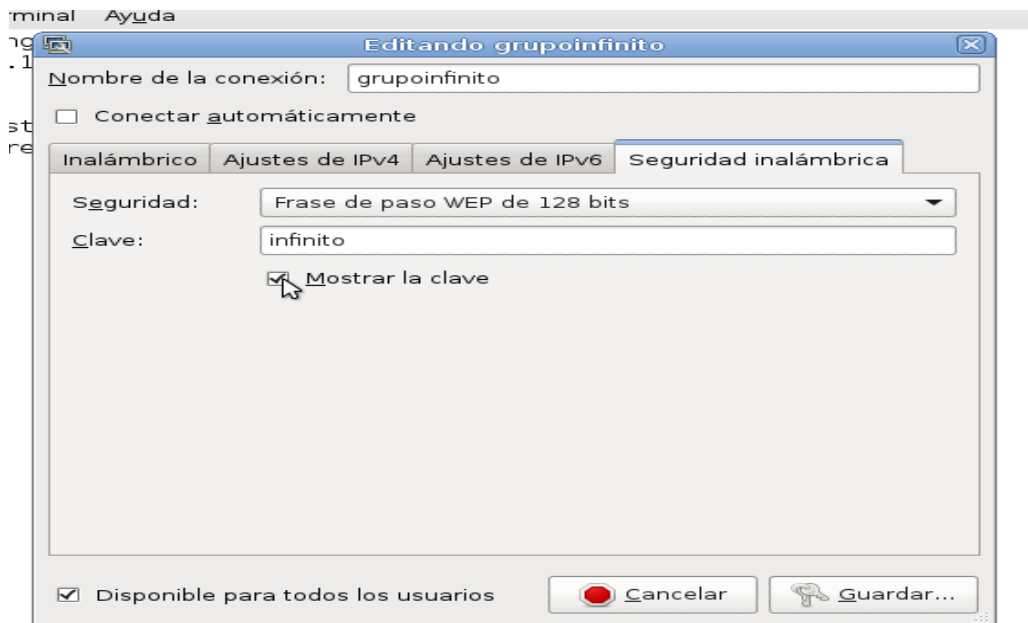 minal Ayuda
Editando grupoinfinito
Nombre de la conexión: grupoinfinito
Conectar automáticamente
Inalámbrico Ajustes de IPv4 Ajustes de IPv6 Seguridad inalámbrica
Seguridad: Frase de paso WEP de 128 bits
Clave: infinito
Mostrar la clave
Disponible para todos los usuarios Cancelar Guardar...